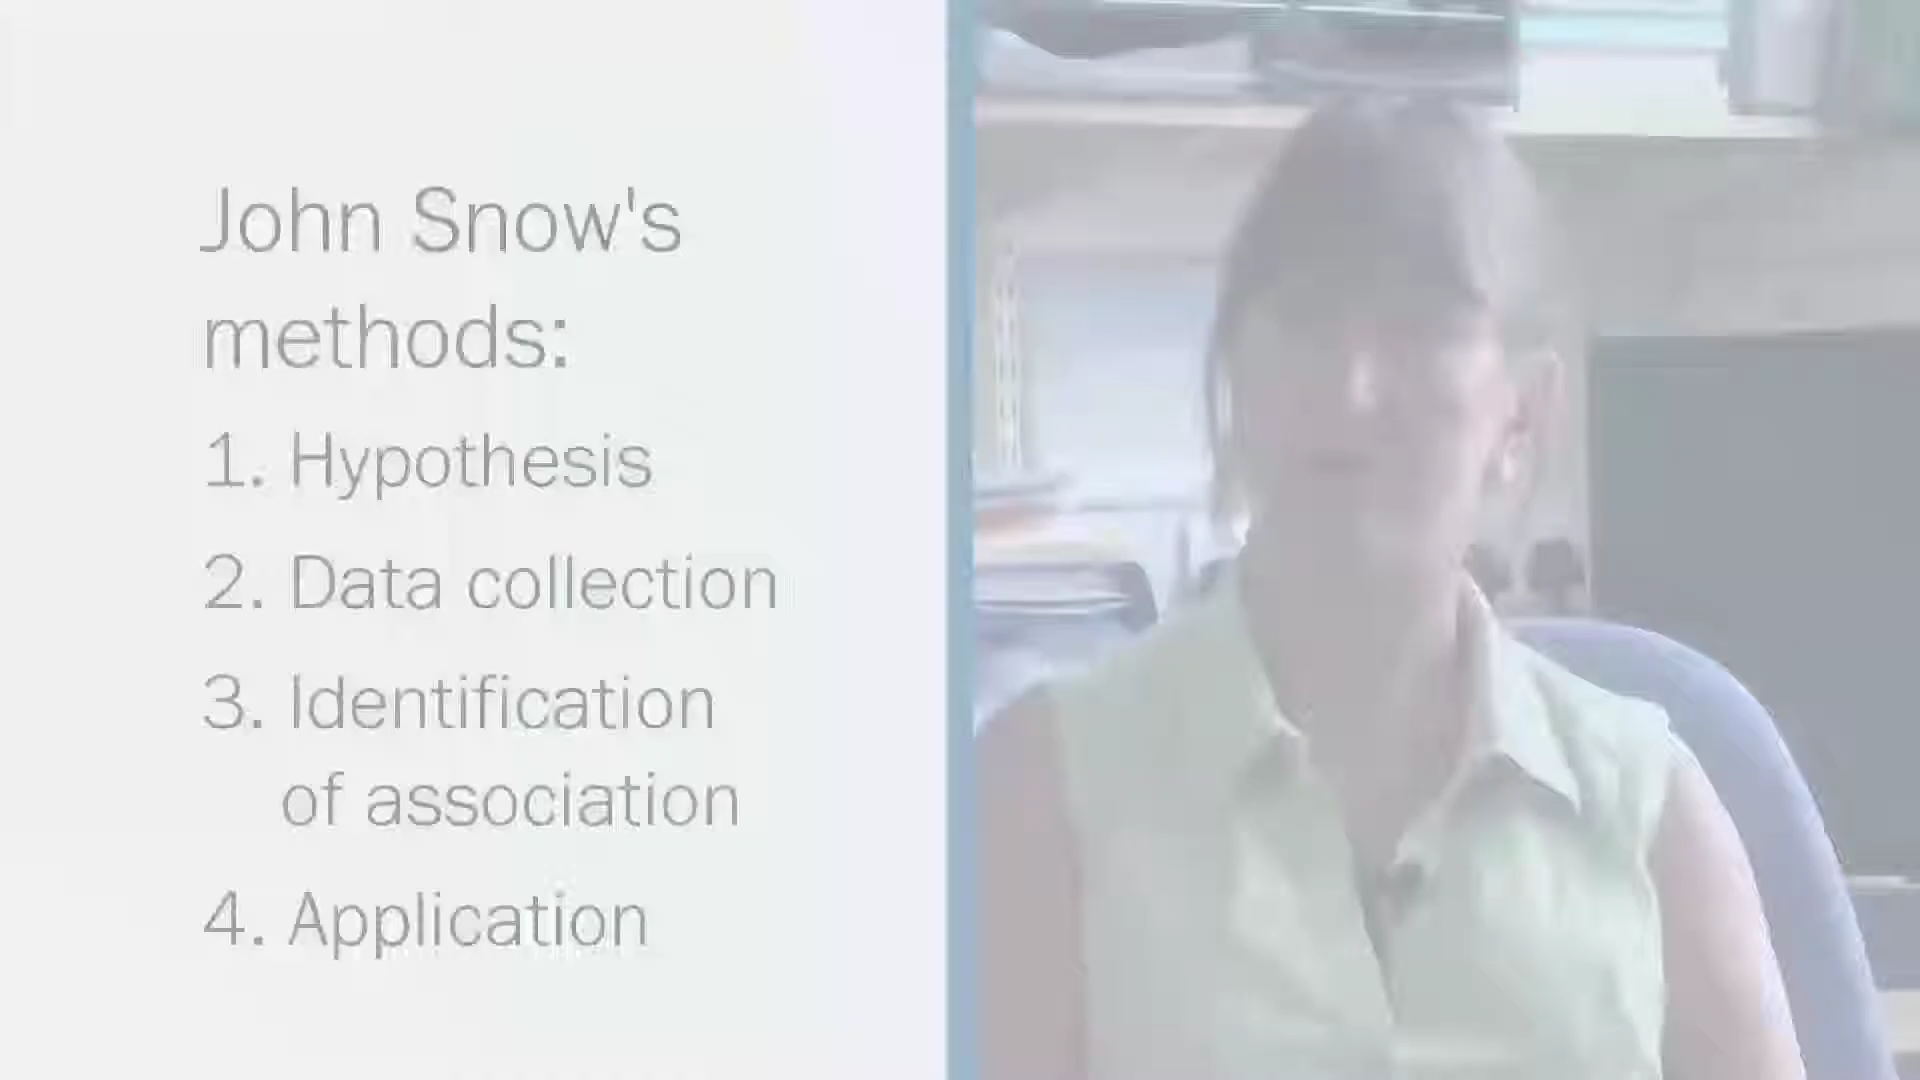 John Snow's
methods:
1. Hypothesis
2. Data collection
3. Identification
of association
4. Application